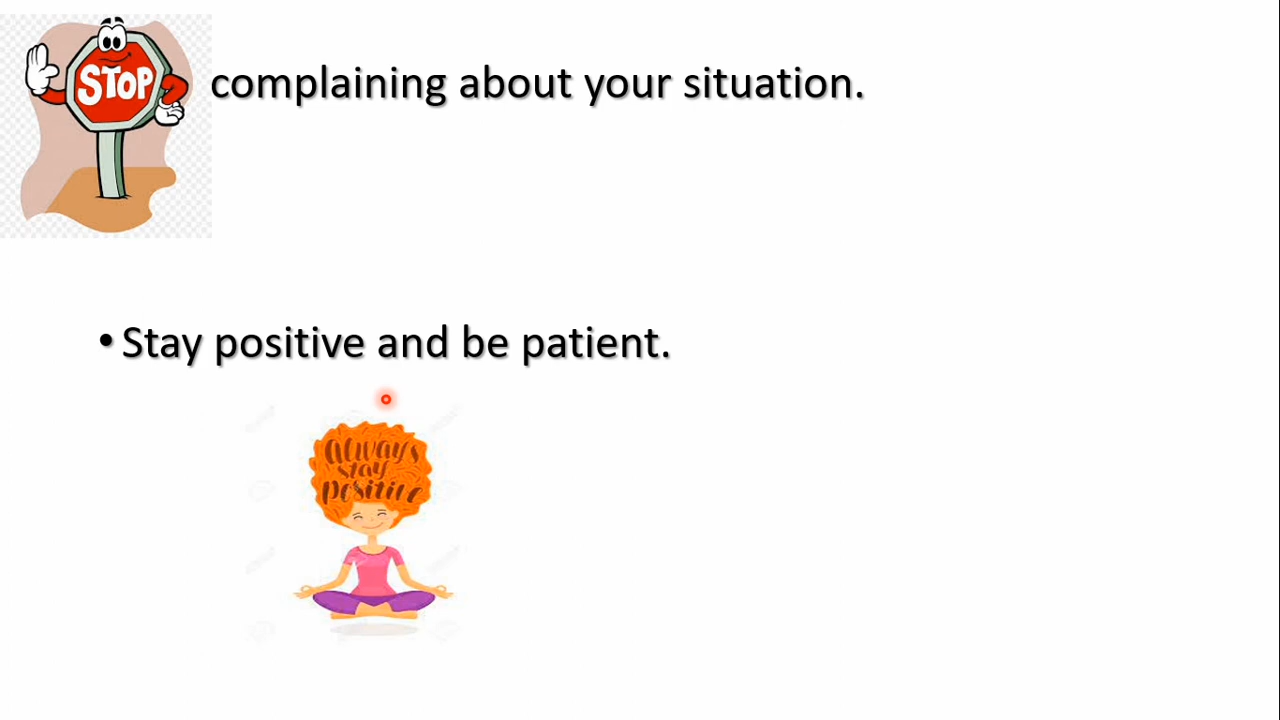 STOP complaining about your situation.
• Stay positive and be patient.
always
stay
positive